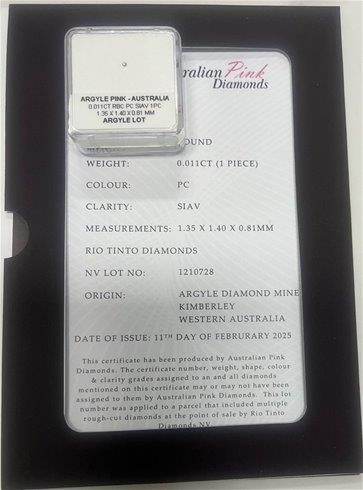 ralian Pink
Diamonds
ARGYLE PINK - AUSTRALIA
0.011CT RBC PC SIAV 1PC
1.35 X 1.40 X 0.81 MM
ARGYLE LOT
OUND
WEIGHT: 0.011CT (1 PIECE)
COLOUR: PC
CLARITY: SIAV
MEASUREMENTS: 1.35 X 1.40 X 0.81MM
RIO TINTO DIAMONDS
NV LOT NO: 1210728
ORIGIN: ARGYLE DIAMOND MINE
KIMBERLEY
WESTERN AUSTRALIA
DATE OF ISSUE: 11TH DAY OF FEBRURARY 2025
This certificate has been produced by Australian Pink
Diamonds. The certificate number, weight, shape, colour
& clarity grades assigned to an and all diamonds
mentioned on this certificate may or may not have been
assigned to them by Australian Pink Diamonds. This lot
number was applied to a parcel that included multiple
rough-cut diamonds at the point of sale by Rio Tinto
Diamonds NV.